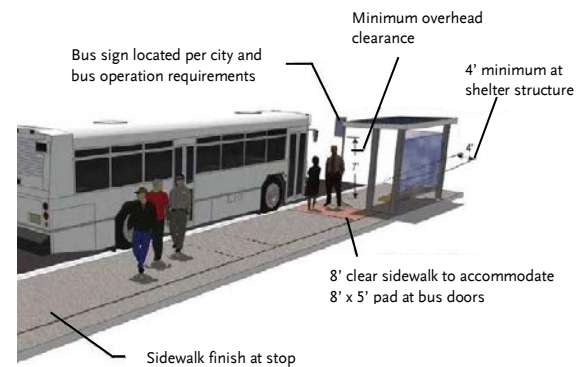 Minimum overhead
clearance
Bus sign located per city and
bus operation requirements
4’ minimum at
shelter structure
4'
7'
8’ clear sidewalk to accommodate
8’ x 5’ pad at bus doors
Sidewalk finish at stop